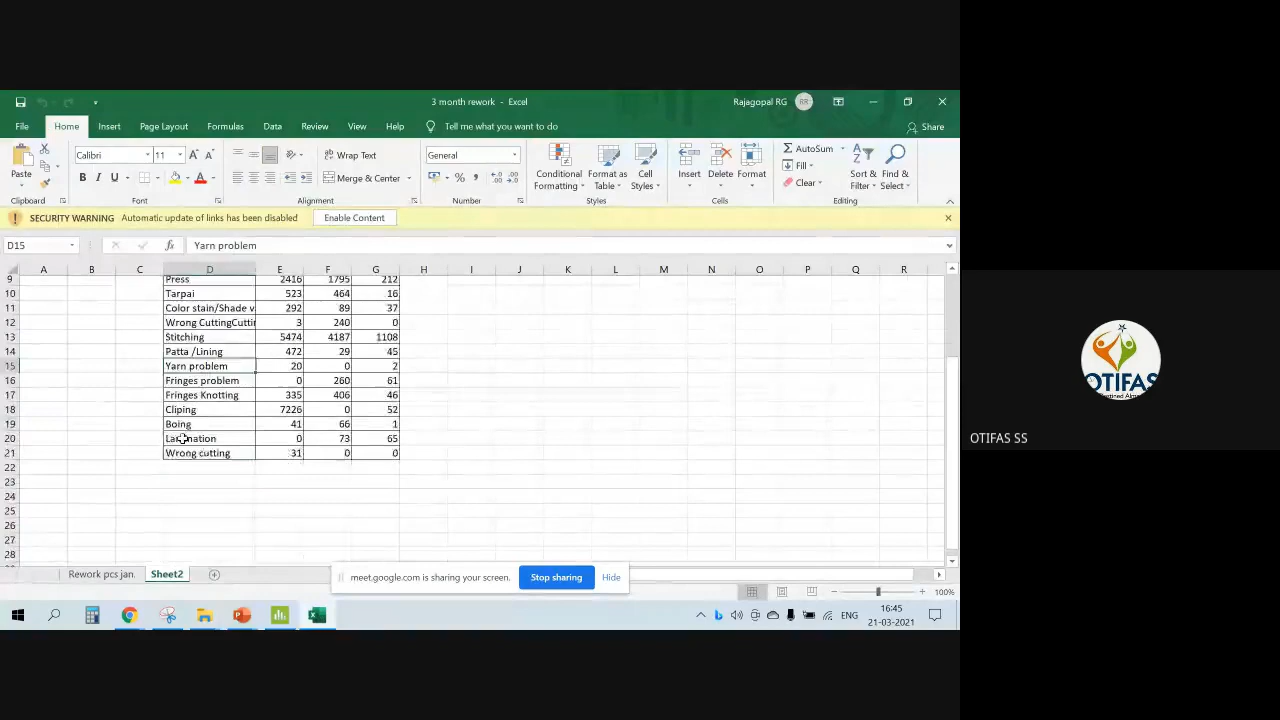 3 month rework - Excel
Rajagopal RG
RR
File Home Insert Page Layout Formulas Data Review View Help Tell me what you want to do Share
Paste
Clipboard
Calibri 11
B I U
Font
Wrap Text
Merge & Center
Alignment
General
%
Number
Conditional Formatting
Format as Table
Cell Styles
Styles
Insert Delete Format
Cells
AutoSum
Fill
Clear
Sort & Filter
Find & Select
Editing
SECURITY WARNING Automatic update of links has been disabled Enable Content
D15 fx Yarn problem
A B C D E F G H I J K L M N O P Q R
9 Press 2416 1795 212
10 Tarpai 523 464 16
11 Color stain/Shade v 292 89 37
12 Wrong CuttingCuttin 3 240 0
13 Stitching 5474 4187 1108
14 Patta /Lining 472 29 45
15 Yarn problem 20 0 2
16 Fringes problem 0 260 61
17 Fringes Knotting 335 406 46
18 Cliping 7226 0 52
19 Boing 41 66 1
20 0 73 65
21 Wrong cutting 31 0 0
22
23
24
25
26
27
28
Rework pcs jan. Sheet2
meet.google.com is sharing your screen. Stop sharing Hide
100%
ENG
16:45
21-03-2021
OTIFAS
OTIFAS SS